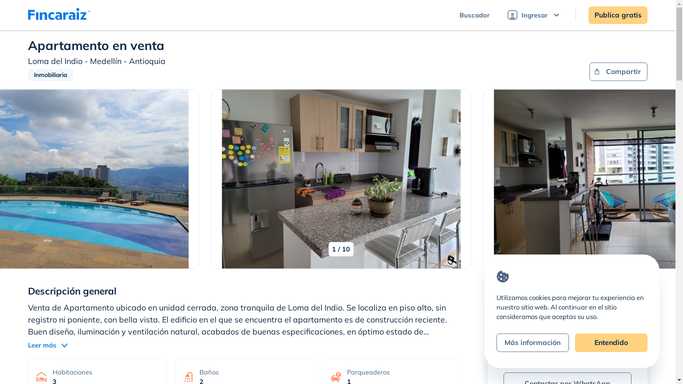 Fincaraiz
Buscador
Ingresar
Publica gratis
Apartamento en venta
Loma del Indio - Medellín - Antioquia
Inmobiliaria
Compartir
1 / 10
Descripción general
Venta de Apartamento ubicado en unidad cerrada, zona tranquila de Loma del Indio. Se localiza en piso alto, sin
registro ni poniente, con bella vista. El edificio en el que se encuentra el apartamento es de construcción reciente.
Buen diseño, iluminación y ventilación natural, acabados de buenas especificaciones, en óptimo estado de...
Leer más
Habitaciones
3
Baños
2
Parqueaderos
1
Utilizamos cookies para mejorar tu experiencia en
nuestro sitio web. Al continuar en el sitio
consideramos que aceptas su uso.
Más información
Entendido
Contactar por WhatsApp